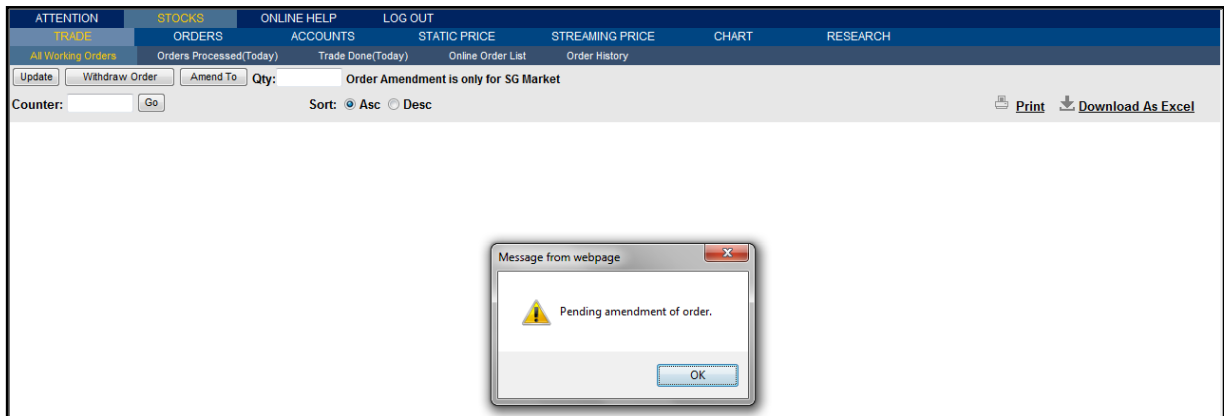 ATTENTION STOCKS ONLINE HELP LOG OUT
TRADE ORDERS ACCOUNTS STATIC PRICE STREAMING PRICE CHART RESEARCH
All Working Orders Orders Processed(Today) Trade Done(Today) Online Order List Order History
Update Withdraw Order Amend To Qty: Order Amendment is only for SG Market
Counter: Go Sort: Asc Desc Print Download As Excel
Message from webpage
Pending amendment of order.
OK